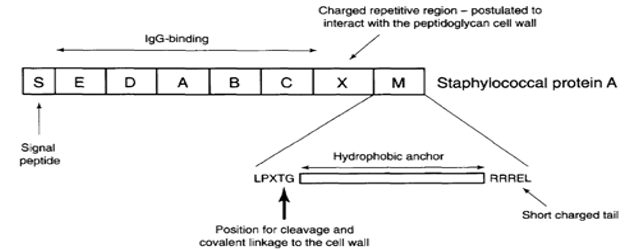 Charged repetitive region – postulated to
interact with the peptidoglycan cell wall
IgG-binding
S E D A B C X M Staphylococcal protein A
Signal
peptide
Hydrophobic anchor
LPXTG RRREL
Short charged tail
Position for cleavage and
covalent linkage to the cell wall